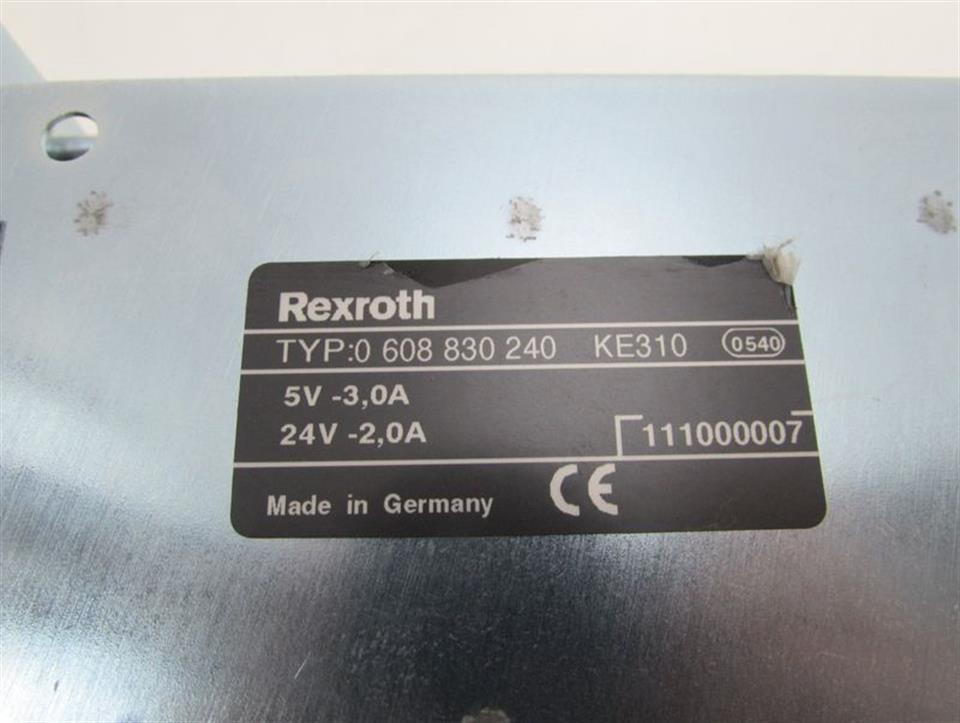 Rexroth
TYP:0 608 830 240 KE310 0540
5V -3,0A
24V -2,0A
111000007
Made in Germany CE